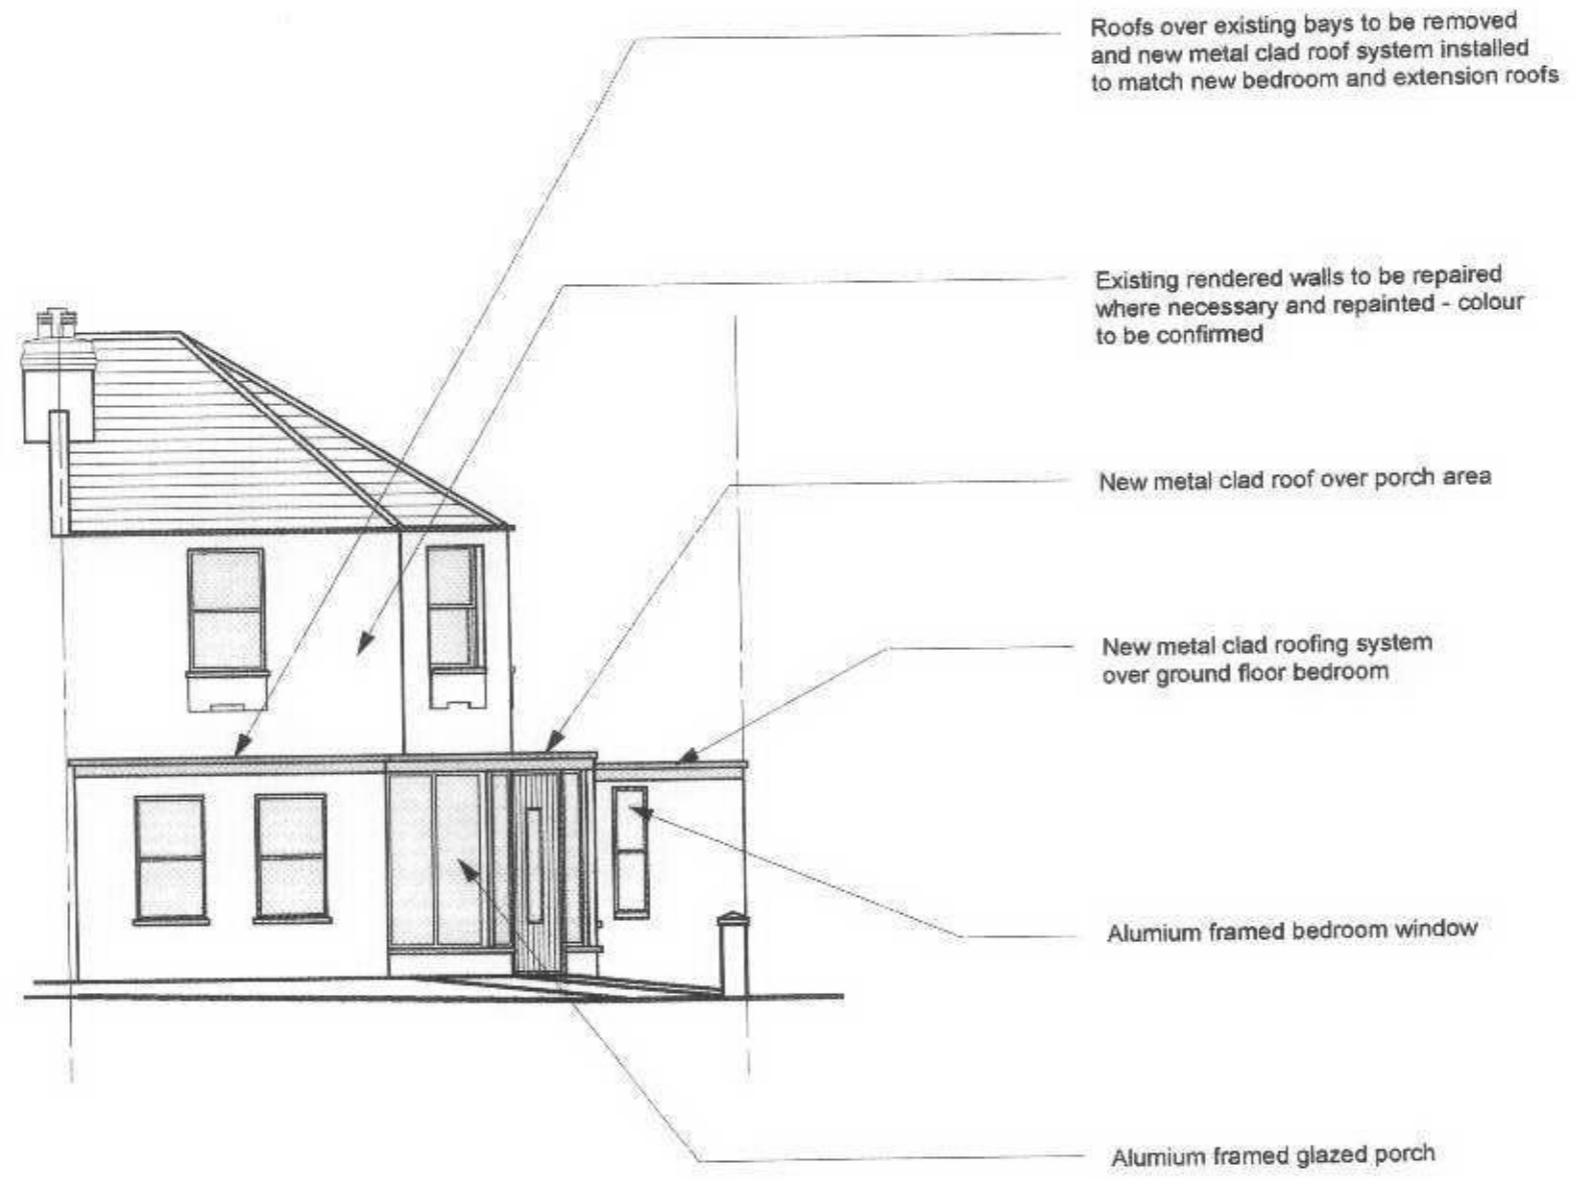 Roofs over existing bays to be removed
and new metal clad roof system installed
to match new bedroom and extension roofs
Existing rendered walls to be repaired
where necessary and repainted - colour
to be confirmed
New metal clad roof over porch area
New metal clad roofing system
over ground floor bedroom
Alumium framed bedroom window
Alumium framed glazed porch